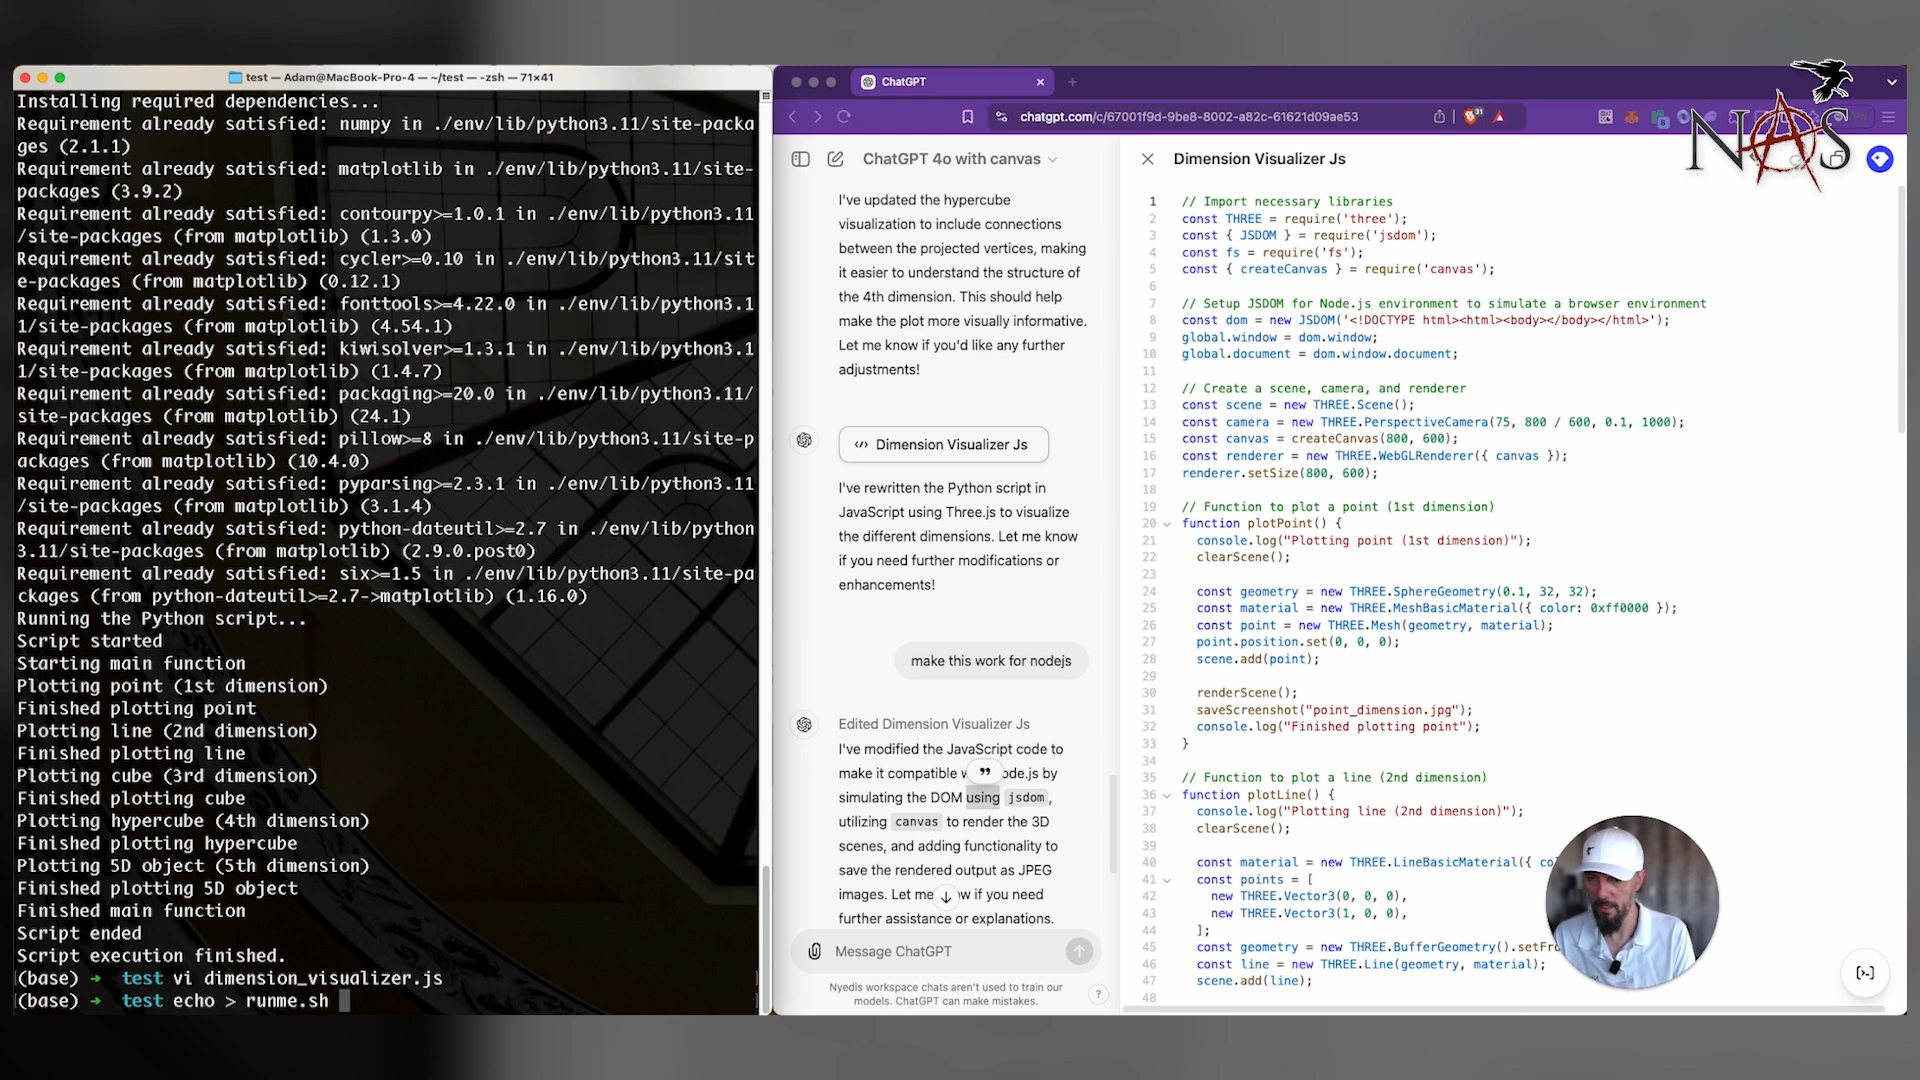 test — Adam@MacBook-Pro-4 — ~/test — -zsh — 71×41
Installing required dependencies...
Requirement already satisfied: numpy in ./env/lib/python3.11/site-packa
ges (2.1.1)
Requirement already satisfied: matplotlib in ./env/lib/python3.11/site-
packages (3.9.2)
Requirement already satisfied: contourpy>=1.0.1 in ./env/lib/python3.11
/site-packages (from matplotlib) (1.3.0)
Requirement already satisfied: cycler>=0.10 in ./env/lib/python3.11/sit
e-packages (from matplotlib) (0.12.1)
Requirement already satisfied: fonttools>=4.22.0 in ./env/lib/python3.1
1/site-packages (from matplotlib) (4.54.1)
Requirement already satisfied: kiwisolver>=1.3.1 in ./env/lib/python3.1
1/site-packages (from matplotlib) (1.4.7)
Requirement already satisfied: packaging>=20.0 in ./env/lib/python3.11/
site-packages (from matplotlib) (24.1)
Requirement already satisfied: pillow>=8 in ./env/lib/python3.11/site-p
ackages (from matplotlib) (10.4.0)
Requirement already satisfied: pyparsing>=2.3.1 in ./env/lib/python3.11
/site-packages (from matplotlib) (3.1.4)
Requirement already satisfied: python-dateutil>=2.7 in ./env/lib/python
3.11/site-packages (from matplotlib) (2.9.0.post0)
Requirement already satisfied: six>=1.5 in ./env/lib/python3.11/site-pa
ckages (from python-dateutil>=2.7->matplotlib) (1.16.0)
Running the Python script...
Script started
Starting main function
Plotting point (1st dimension)
Finished plotting point
Plotting line (2nd dimension)
Finished plotting line
Plotting cube (3rd dimension)
Finished plotting cube
Plotting hypercube (4th dimension)
Finished plotting hypercube
Plotting 5D object (5th dimension)
Finished plotting 5D object
Finished main function
Script ended
Script execution finished.
(base) → test vi dimension_visualizer.js
(base) → test echo > runme.sh
ChatGPT
chatgpt.com/c/67001f9d-9be8-8002-a82c-61621d09ae53
31
NAS
ChatGPT 4o with canvas
I've updated the hypercube
visualization to include connections
between the projected vertices, making
it easier to understand the structure of
the 4th dimension. This should help
make the plot more visually informative.
Let me know if you'd like any further
adjustments!
Dimension Visualizer Js
I've rewritten the Python script in
JavaScript using Three.js to visualize
the different dimensions. Let me know
if you need further modifications or
enhancements!
make this work for nodejs
Edited Dimension Visualizer Js
I've modified the JavaScript code to
make it compatible ode.js by
simulating the DOM using jsdom,
utilizing canvas to render the 3D
scenes, and adding functionality to
save the rendered output as JPEG
images. Let me w if you need
further assistance or explanations.
Message ChatGPT
Nyedis workspace chats aren't used to train our
models. ChatGPT can make mistakes.
?
Dimension Visualizer Js
1 // Import necessary libraries
2 const THREE = require('three');
3 const { JSDOM } = require('jsdom');
4 const fs = require('fs');
5 const { createCanvas } = require('canvas');
6
7 // Setup JSDOM for Node.js environment to simulate a browser environment
8 const dom = new JSDOM('<!DOCTYPE html><html><body></body></html>');
9 global.window = dom.window;
10 global.document = dom.window.document;
11
12 // Create a scene, camera, and renderer
13 const scene = new THREE.Scene();
14 const camera = new THREE.PerspectiveCamera(75, 800 / 600, 0.1, 1000);
15 const canvas = createCanvas(800, 600);
16 const renderer = new THREE.WebGLRenderer({ canvas });
17 renderer.setSize(800, 600);
18
19 // Function to plot a point (1st dimension)
20 function plotPoint() {
21 console.log("Plotting point (1st dimension)");
22 clearScene();
23
24 const geometry = new THREE.SphereGeometry(0.1, 32, 32);
25 const material = new THREE.MeshBasicMaterial({ color: 0xff0000 });
26 const point = new THREE.Mesh(geometry, material);
27 point.position.set(0, 0, 0);
28 scene.add(point);
29
30 renderScene();
31 saveScreenshot("point_dimension.jpg");
32 console.log("Finished plotting point");
33 }
34
35 // Function to plot a line (2nd dimension)
36 function plotLine() {
37 console.log("Plotting line (2nd dimension)");
38 clearScene();
39
40 const material = new THREE.LineBasicMaterial({ co
41 const points = [
42 new THREE.Vector3(0, 0, 0),
43 new THREE.Vector3(1, 0, 0),
44 ];
45 const geometry = new THREE.BufferGeometry().setFro
46 const line = new THREE.Line(geometry, material);
47 scene.add(line);
48